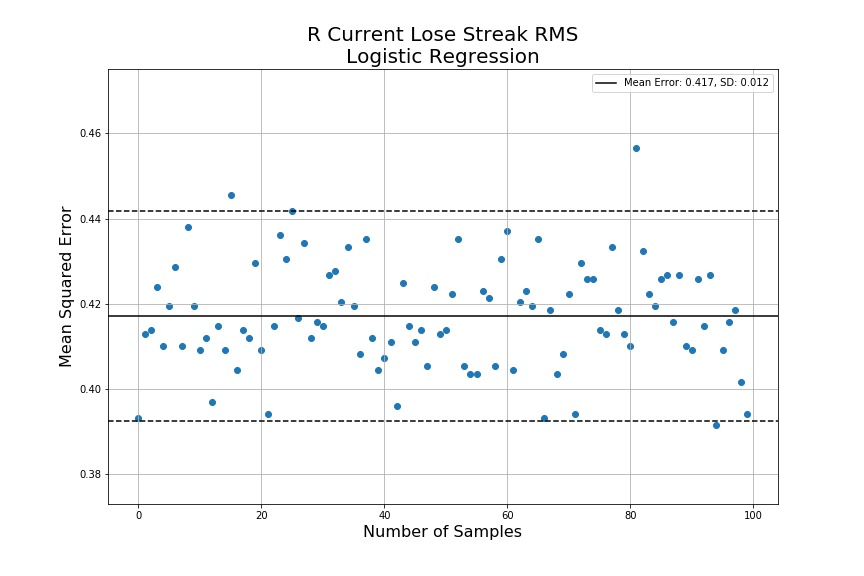 R Current Lose Streak RMS
Logistic Regression
Mean Error: 0.417, SD: 0.012
Mean Squared Error
0.46
0.44
0.42
0.40
0.38
0
20
40
60
80
100
Number of Samples